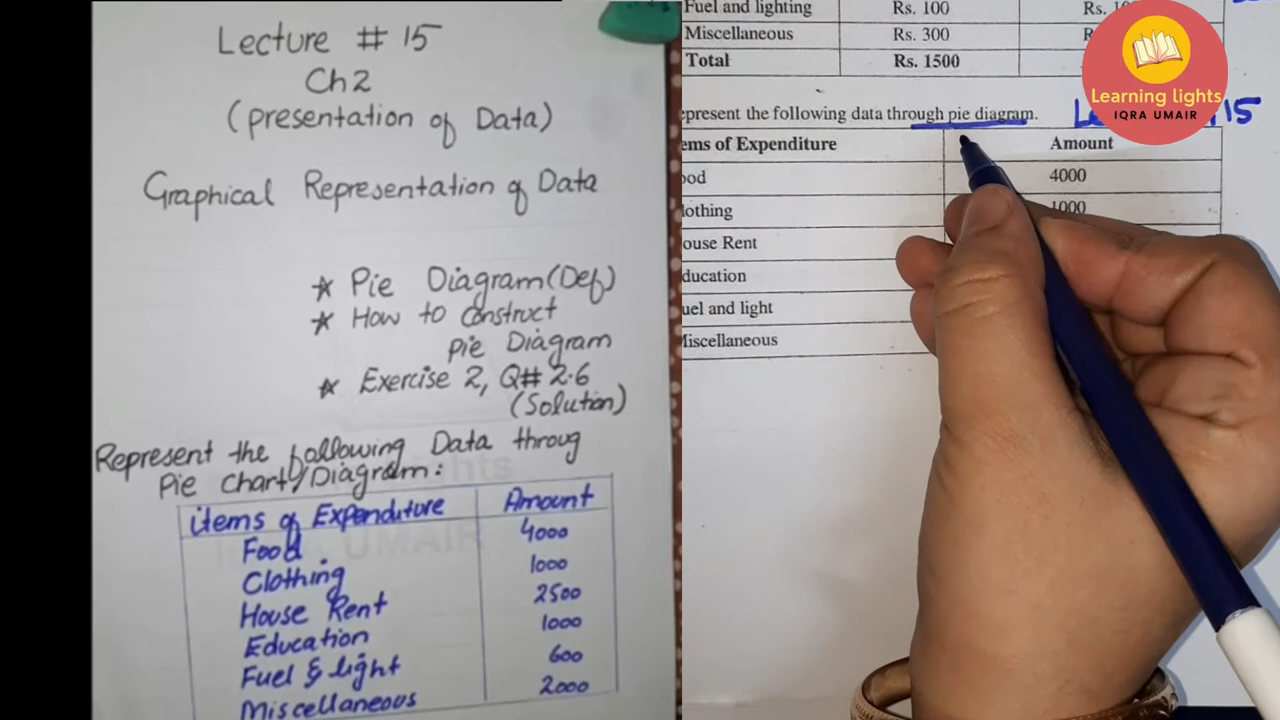 Lecture # 15
Ch2
(presentation of Data)
Graphical Representation of Data
★ Pie Diagram(Def)
★ How to Construct
Pie Diagram
★ Exercise 2, Q# 2.6
(Solution)
Represent the following Data throug
Pie Chart/Diagram:
items of Expenditure Amount
Food 4000
Clothing 1000
House Rent 2500
Education 1000
Fuel & light 600
Miscellaneous 2000
Fuel and lighting Rs. 100 Rs.
Miscellaneous Rs. 300
Total Rs. 1500
Learning lights
IQRA UMAIR
epresent the following data through pie diagram. 15
ems of Expenditure Amount
ood 4000
lothing 1000
ouse Rent
ducation
uel and light
Miscellaneous